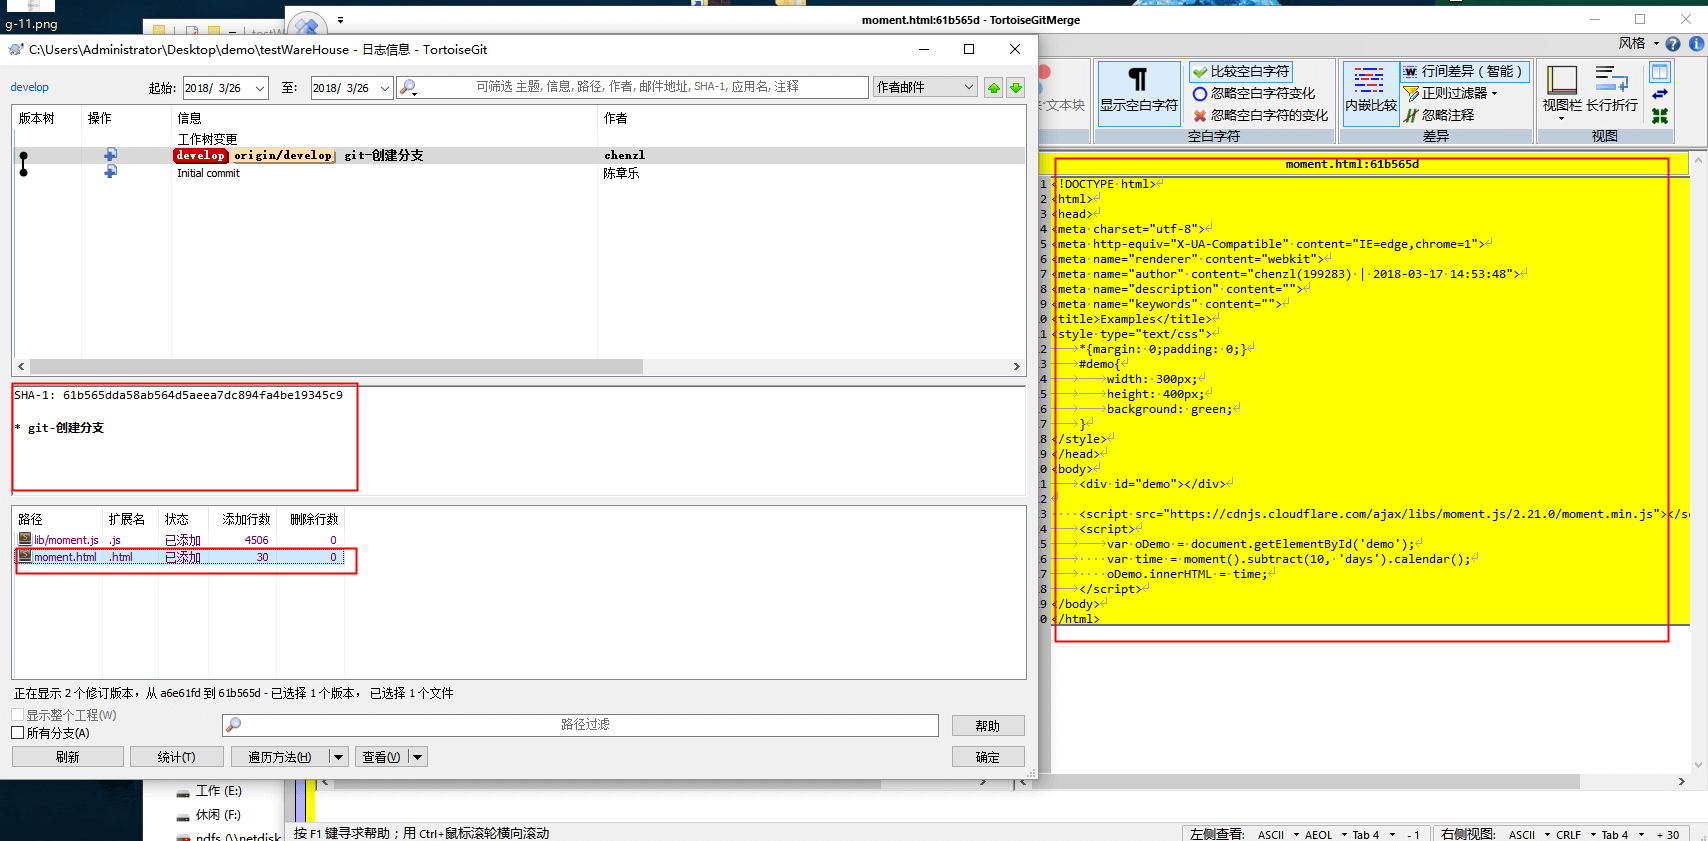 g-11.png
moment.html:61b565d - TortoiseGitMerge
C:\Users\Administrator\Desktop\demo\testWareHouse - 日志信息 - TortoiseGit
风格
develop
起始: 2018/ 3/26 至: 2018/ 3/26 可筛选 主题, 信息, 路径, 作者, 邮件地址, SHA-1, 应用名, 注释 作者邮件
文本块
显示空白字符
比较空白字符
忽略空白字符变化
忽略空白字符的变化
空白字符
内嵌比较
行间差异（智能）
正则过滤器
忽略注释
差异
视图栏 长行折行
视图
版本树 操作 信息 作者
工作树变更
develop origin/develop git-创建分支 chenzl
Initial commit 陈章乐
SHA-1: 61b565dda58ab564d5aeea7dc894fa4be19345c9
* git-创建分支
路径 扩展名 状态 添加行数 删除行数
lib/moment.js .js 已添加 4506 0
moment.html .html 已添加 30 0
正在显示 2 个修订版本，从 a6e61fd 到 61b565d - 已选择 1 个版本， 已选择 1 个文件
显示整个工程(W)
所有分支(A)
路径过滤
帮助
刷新 统计(T) 遍历方法(H) 查看(V) 确定
moment.html:61b565d
1 <!DOCTYPE html>
2 <html>
3 <head>
4 <meta charset="utf-8">
5 <meta http-equiv="X-UA-Compatible" content="IE=edge,chrome=1">
6 <meta name="renderer" content="webkit">
7 <meta name="author" content="chenzl(199283) | 2018-03-17 14:53:48">
8 <meta name="description" content="">
9 <meta name="keywords" content="">
0 <title>Examples</title>
1 <style type="text/css">
2 *{margin: 0;padding: 0;}
3 #demo{
4 width: 300px;
5 height: 400px;
6 background: green;
7 }
8 </style>
9 </head>
0 <body>
1 <div id="demo"></div>
2
3 <script src="https://cdnjs.cloudflare.com/ajax/libs/moment.js/2.21.0/moment.min.js"></sc
4 <script>
5 var oDemo = document.getElementById('demo');
6 var time = moment().subtract(10, 'days').calendar();
7 oDemo.innerHTML = time;
8 </script>
9 </body>
0 </html>
工作 (E:)
休闲 (F:)
ndfs (\\netdisk
按 F1 键寻求帮助；用 Ctrl+鼠标滚轮横向滚动
左侧查看: ASCII AEOL Tab 4 - 1 右侧视图: ASCII CRLF Tab 4 + 30